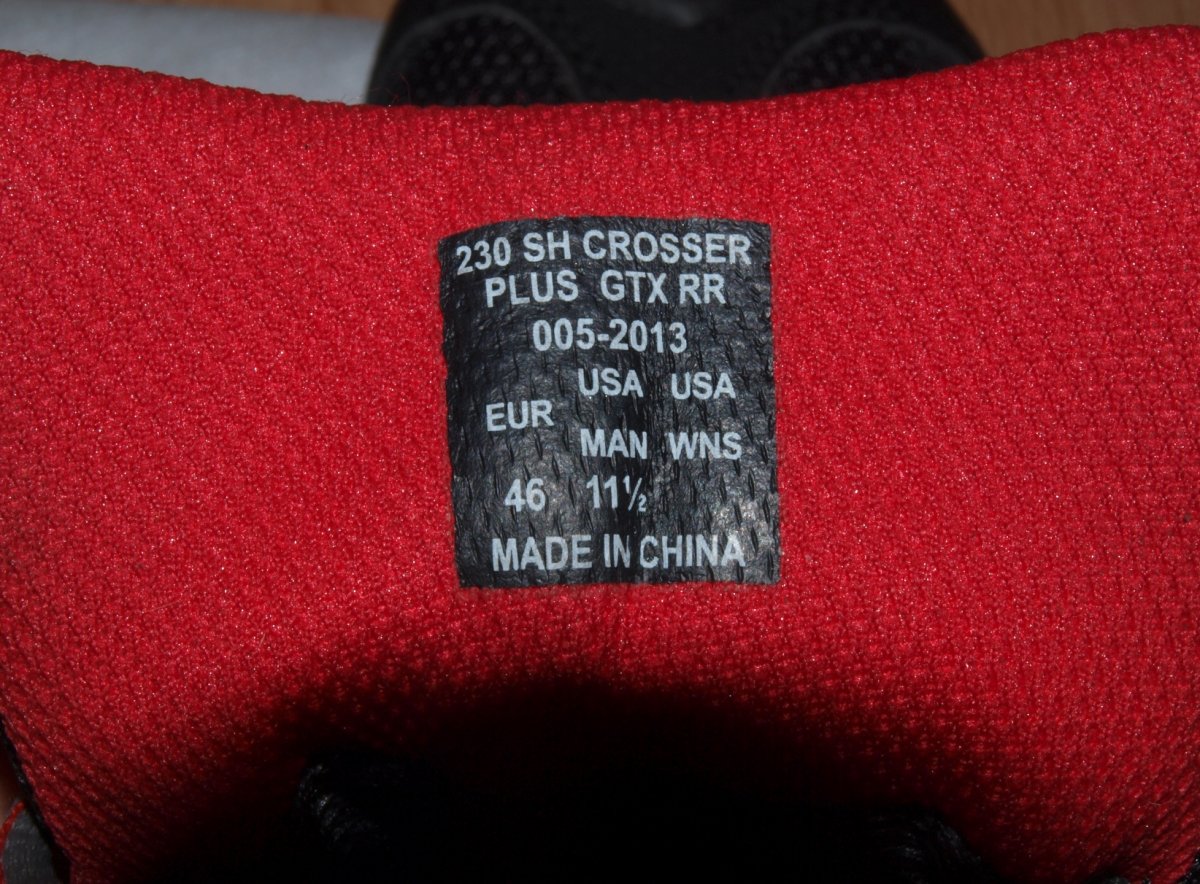 230 SH CROSSER
PLUS GTX RR
005-2013
USA USA
EUR
MAN WNS
46 11½
MADE IN CHINA